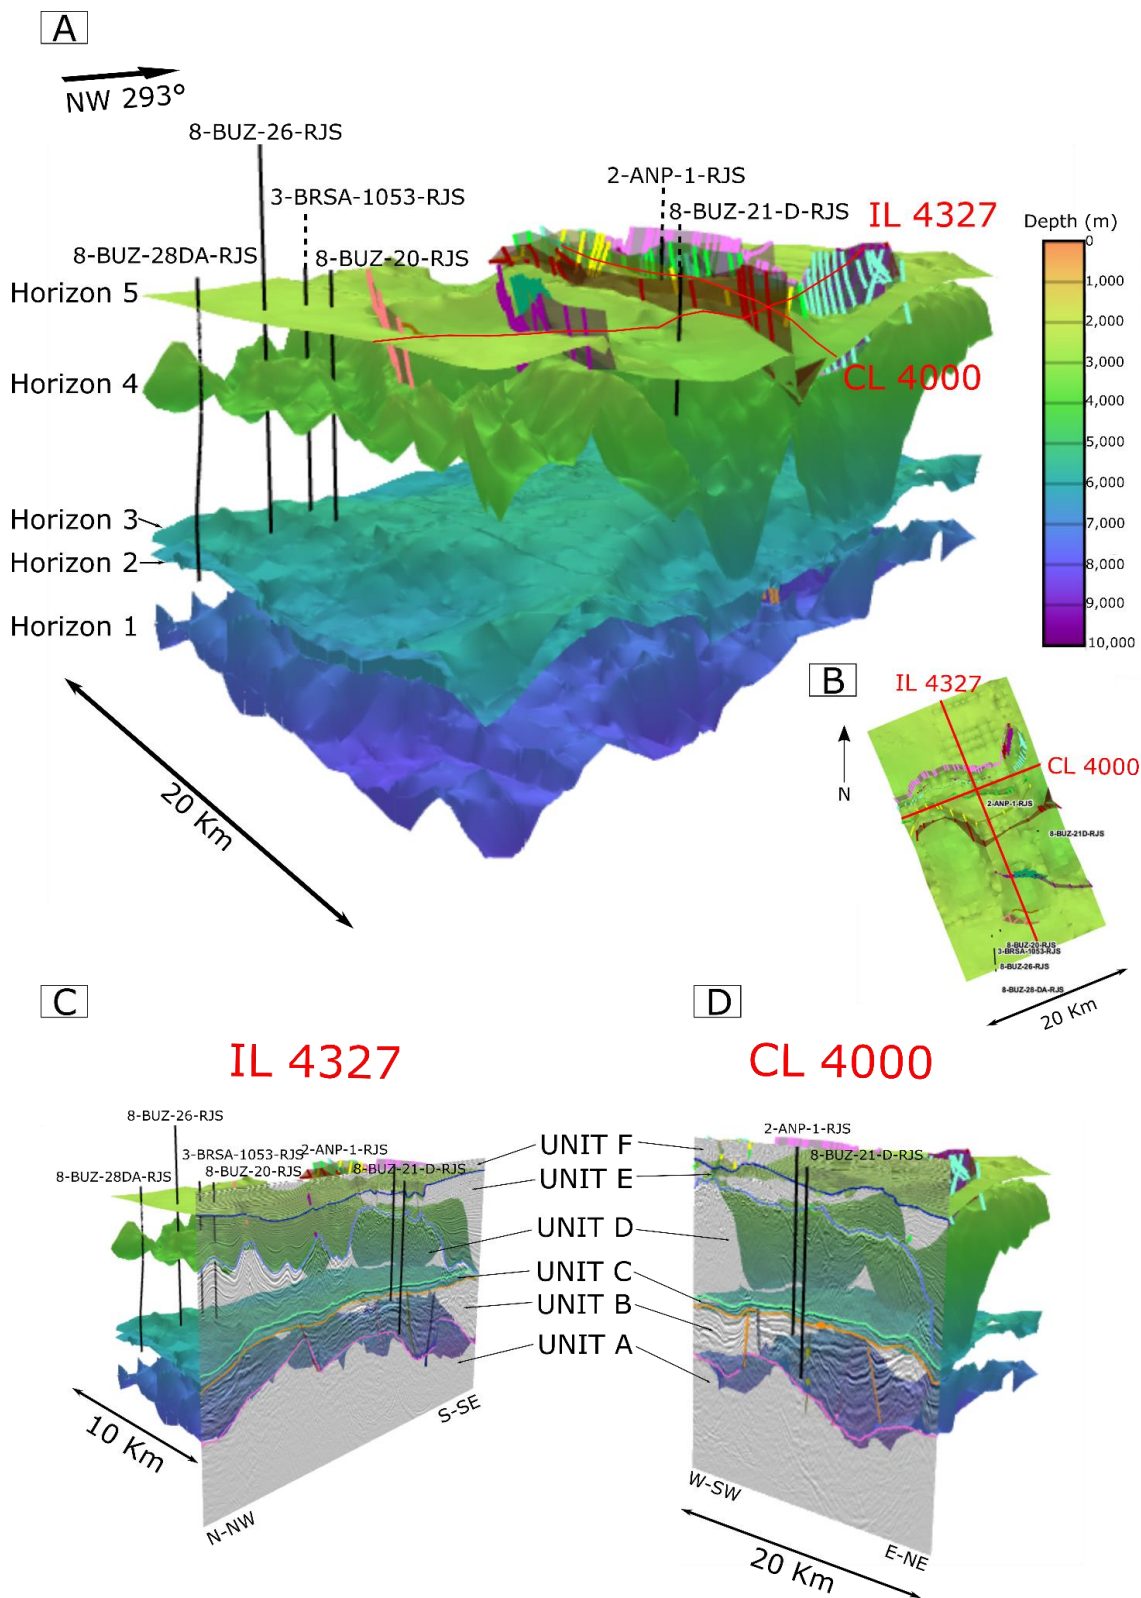 A
NW 293°
8-BUZ-26-RJS
3-BRSA-1053-RJS
8-BUZ-28DA-RJS
8-BUZ-20-RJS
2-ANP-1-RJS
8-BUZ-21-D-RJS
IL 4327
CL 4000
Horizon 5
Horizon 4
Horizon 3
Horizon 2
Horizon 1
20 Km
Depth (m)
0
1,000
2,000
3,000
4,000
5,000
6,000
7,000
8,000
9,000
10,000
B
N
IL 4327
CL 4000
2-ANP-1-RJS
8-BUZ-21D-RJS
8-BUZ-20-RJS
3-BRSA-1053-RJS
8-BUZ-26-RJS
8-BUZ-28-DA-RJS
20 Km
C
IL 4327
8-BUZ-26-RJS
3-BRSA-1053-RJS
2-ANP-1-RJS
8-BUZ-28DA-RJS
8-BUZ-20-RJS
8-BUZ-21-D-RJS
10 Km
N-NW
S-SE
UNIT F
UNIT E
UNIT D
UNIT C
UNIT B
UNIT A
D
CL 4000
2-ANP-1-RJS
8-BUZ-21-D-RJS
W-SW
E-NE
20 Km